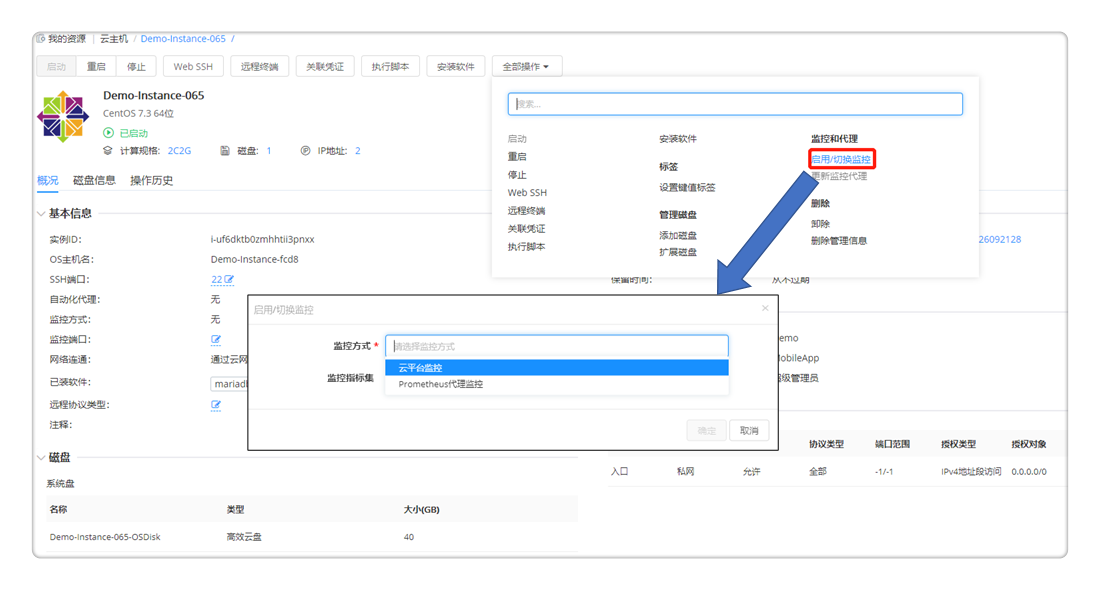 我的资源 | 云主机 / Demo-Instance-065 /
启动 重启 停止 Web SSH 远程终端 关联凭证 执行脚本 安装软件 全部操作
Demo-Instance-065
CentOS 7.3 64位
已启动
计算规格: 2C2G 磁盘: 1 IP地址: 2
概况 磁盘信息 操作历史
搜索...
启动
重启
停止
Web SSH
远程终端
关联凭证
执行脚本
安装软件
标签
设置键值标签
管理磁盘
添加磁盘
扩展磁盘
监控和代理
启用/切换监控
更新监控代理
删除
卸除
删除管理信息
基本信息
实例ID: i-uf6dktb0zmhhtii3pnxx
OS主机名: Demo-Instance-fcd8
SSH端口: 22
自动化代理: 无
监控方式: 无
监控端口:
网络连通: 通过云网
已装软件: mariadb
远程协议类型:
注释:
26092128
保留时间: 从不过期
emo
MobileApp
超级管理员
启用/切换监控 ×
监控方式 * 请选择监控方式
云平台监控
Prometheus代理监控
监控指标集
确定 取消
协议类型 端口范围 授权类型 授权对象
入口 私网 允许 全部 -1/-1 IPv4地址段访问 0.0.0.0/0
磁盘
系统盘
名称 类型 大小(GB)
Demo-Instance-065-OSDisk 高效云盘 40